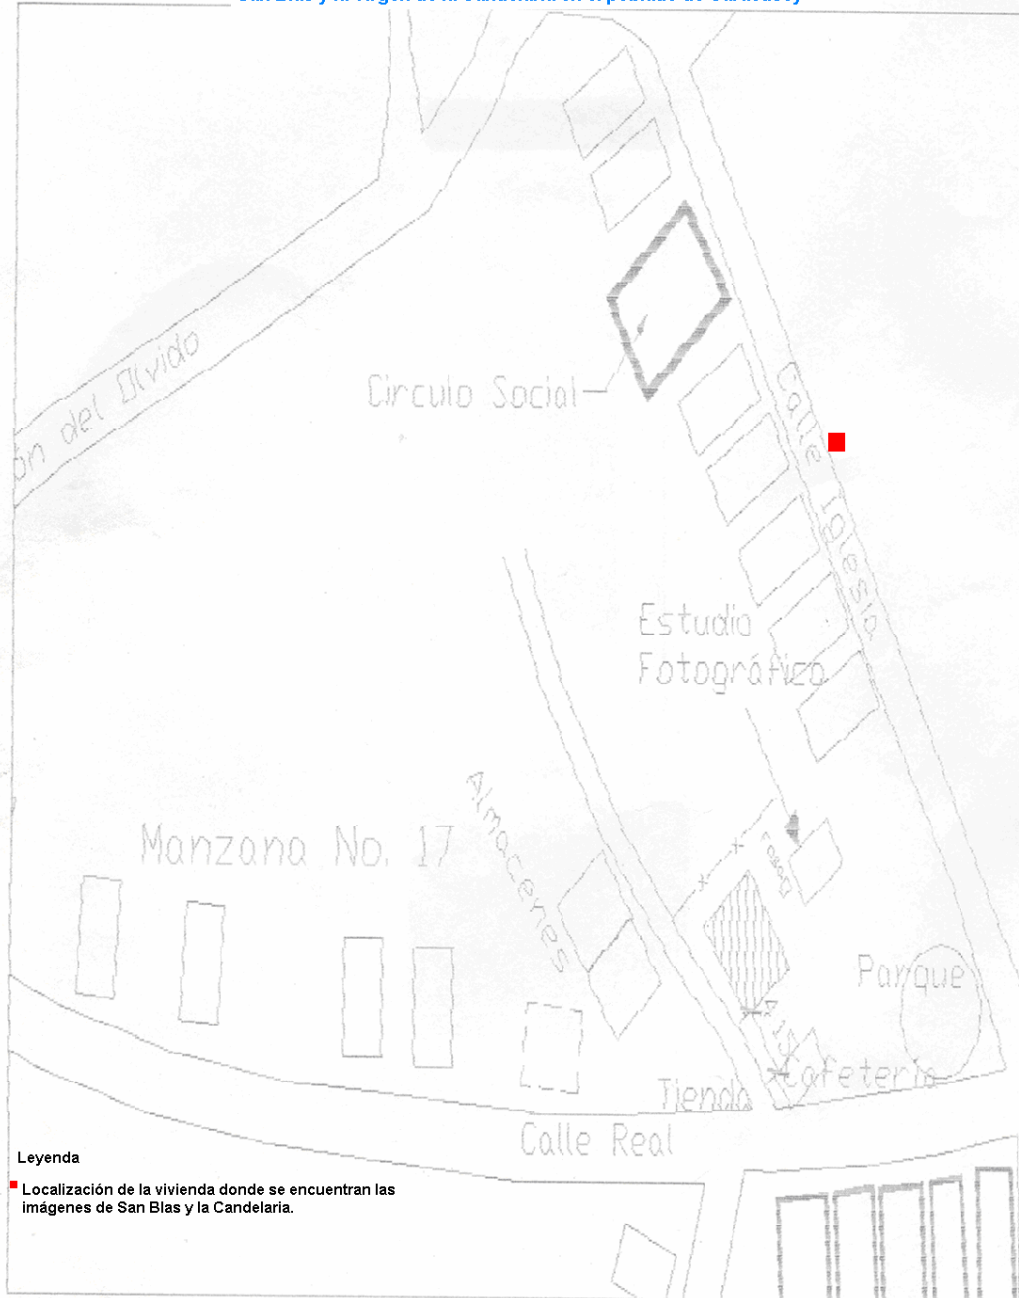 ón del Olvido
Circulo Social
Calle Iglesia
Estudio
Fotográfico
Almacenes
Manzana No. 17
Parque
Cafetería
Tienda
Calle Real
Leyenda
Localización de la vivienda donde se encuentran las
imágenes de San Blas y la Candelaria.